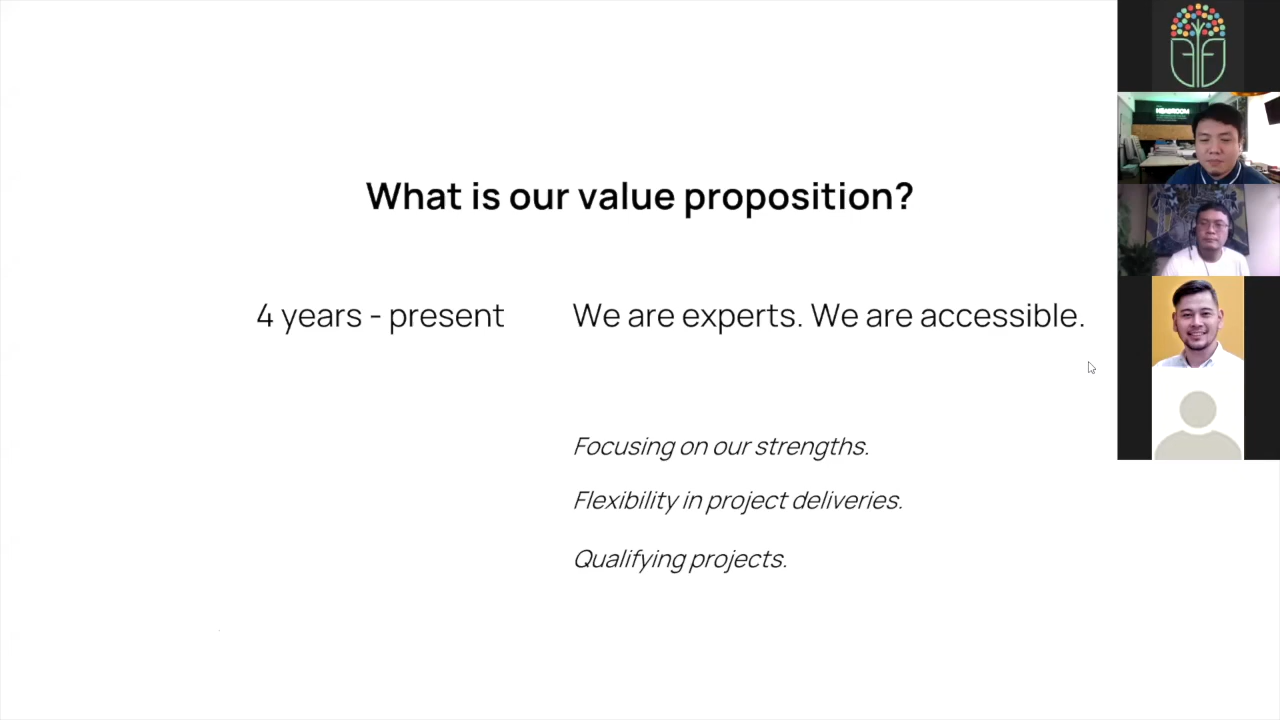 What is our value proposition?
4 years - present
We are experts. We are accessible.
Focusing on our strengths.
Flexibility in project deliveries.
Qualifying projects.